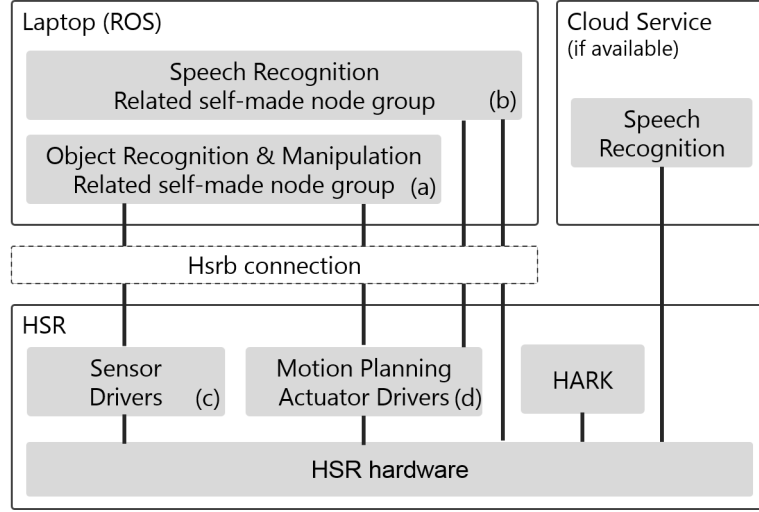 Laptop (ROS)
Speech Recognition
Related self-made node group (b)
Object Recognition & Manipulation
Related self-made node group (a)
Cloud Service
(if available)
Speech
Recognition
Hsrb connection
HSR
Sensor
Drivers (c)
Motion Planning
Actuator Drivers (d)
HARK
HSR hardware